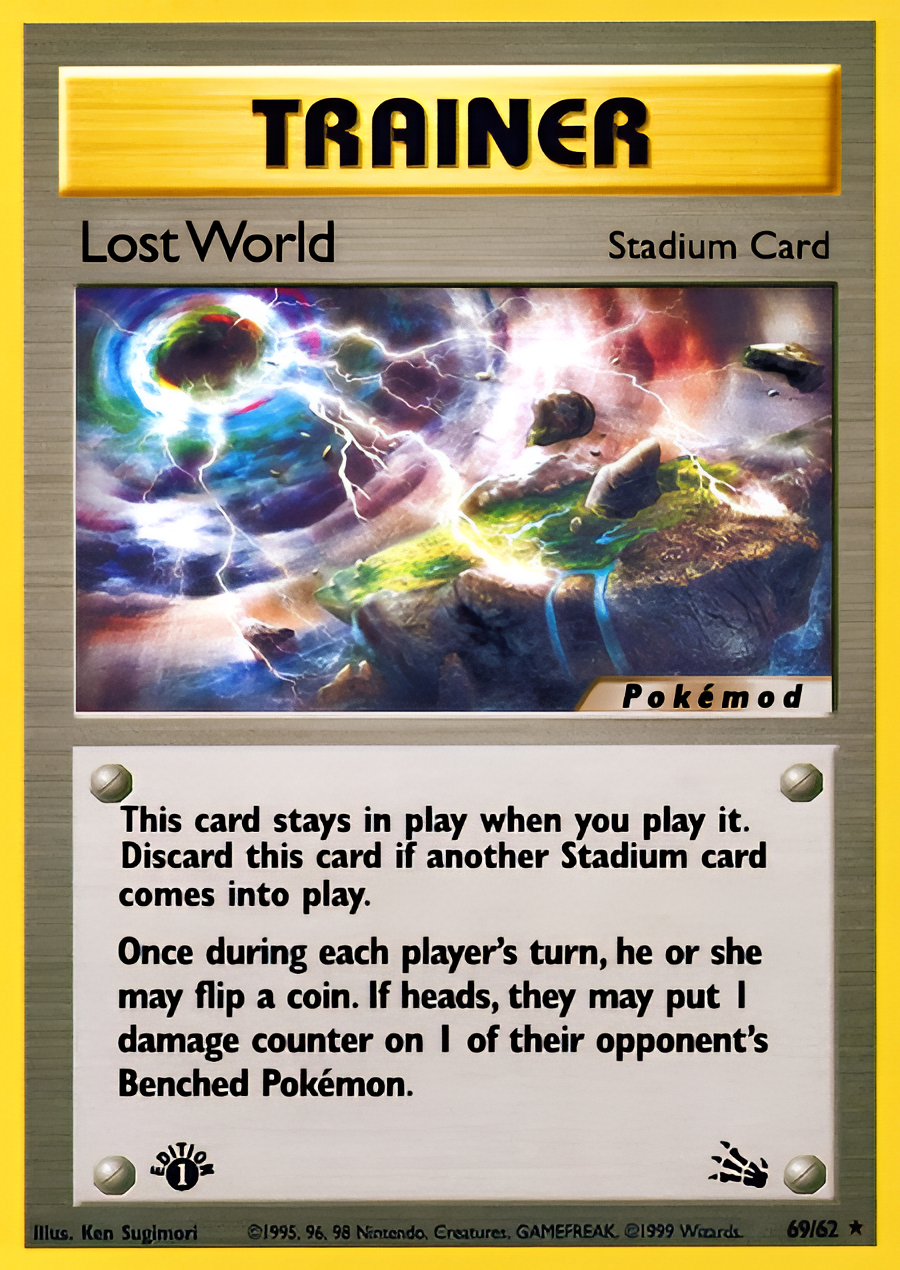 TRAINER
Lost World
Stadium Card
Pokémod
This card stays in play when you play it.
Discard this card if another Stadium card
comes into play.
Once during each player's turn, he or she
may flip a coin. If heads, they may put 1
damage counter on 1 of their opponent's
Benched Pokémon.
EDITION
1
Illus. Ken Sugimori
©1995, 96, 98 Nintendo, Creatures, GAMEFREAK. ©1999 Wizards.
69/62 ★